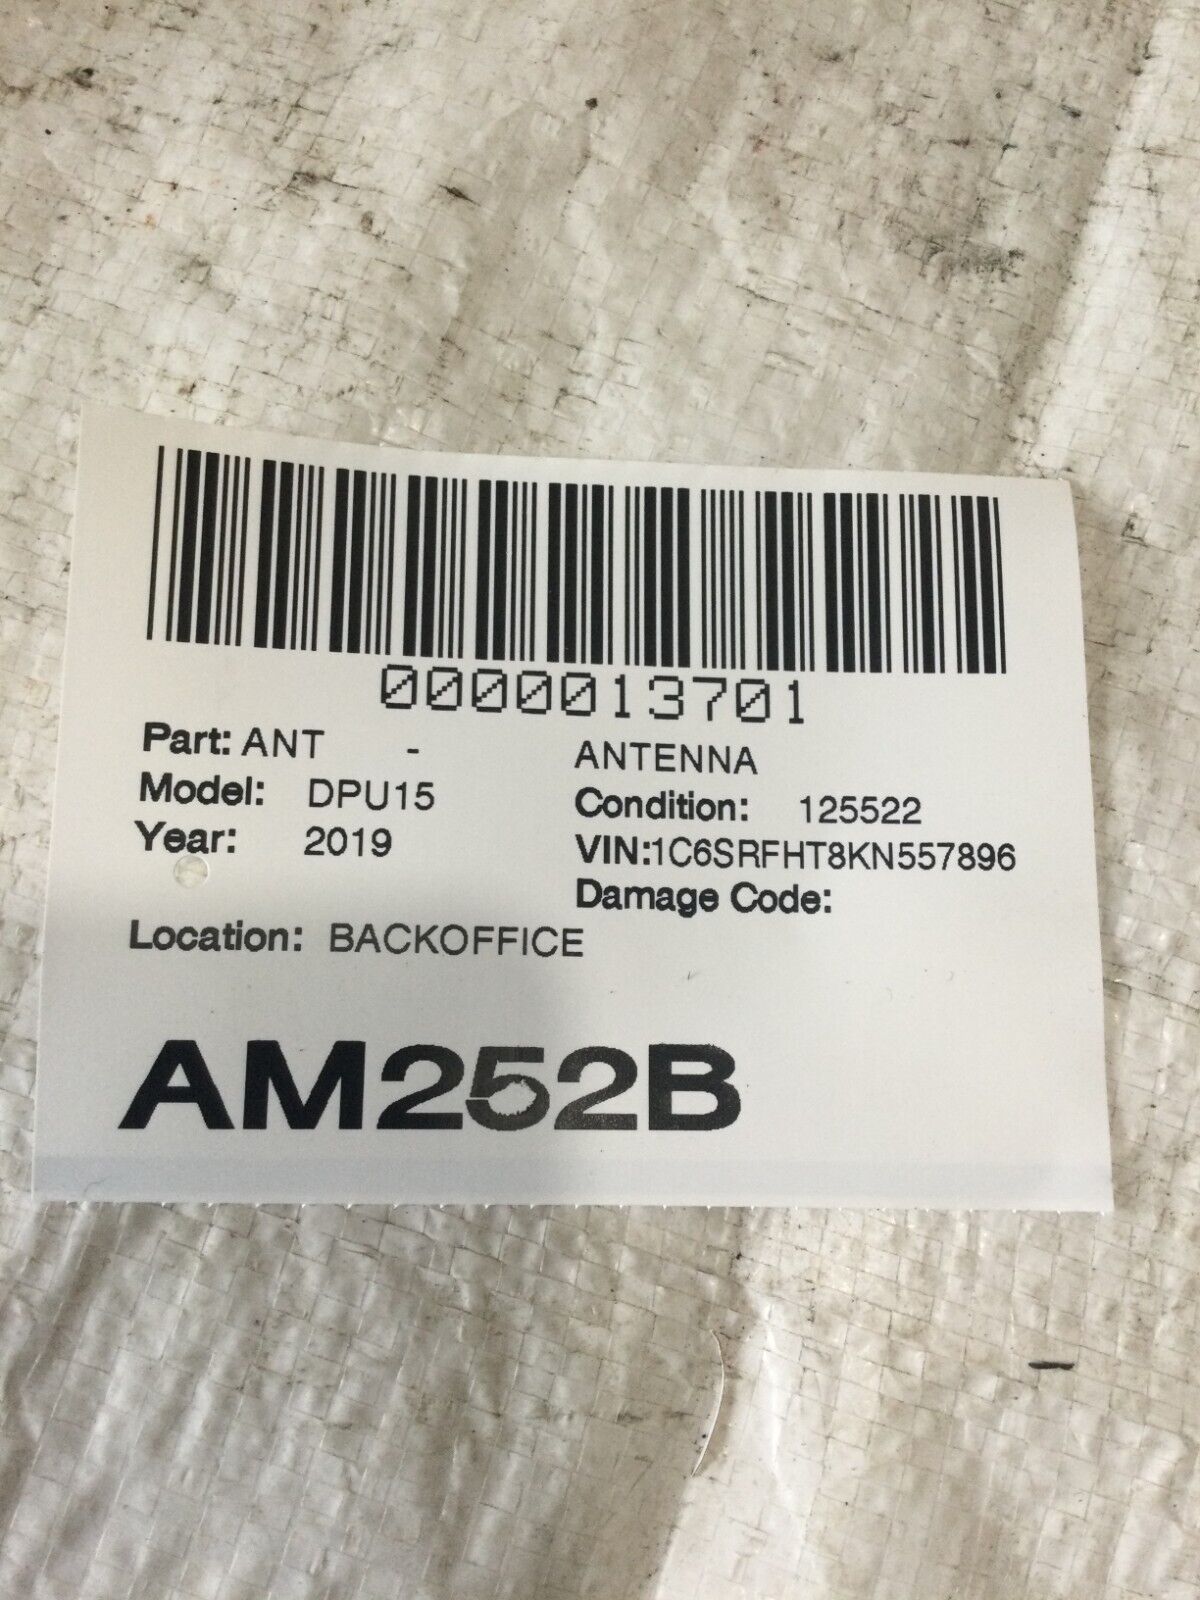 0000013701
Part: ANT - ANTENNA
Model: DPU15 Condition: 125522
Year: 2019 VIN:1C6SRFHT8KN557896
Damage Code:
Location: BACKOFFICE
AM252B